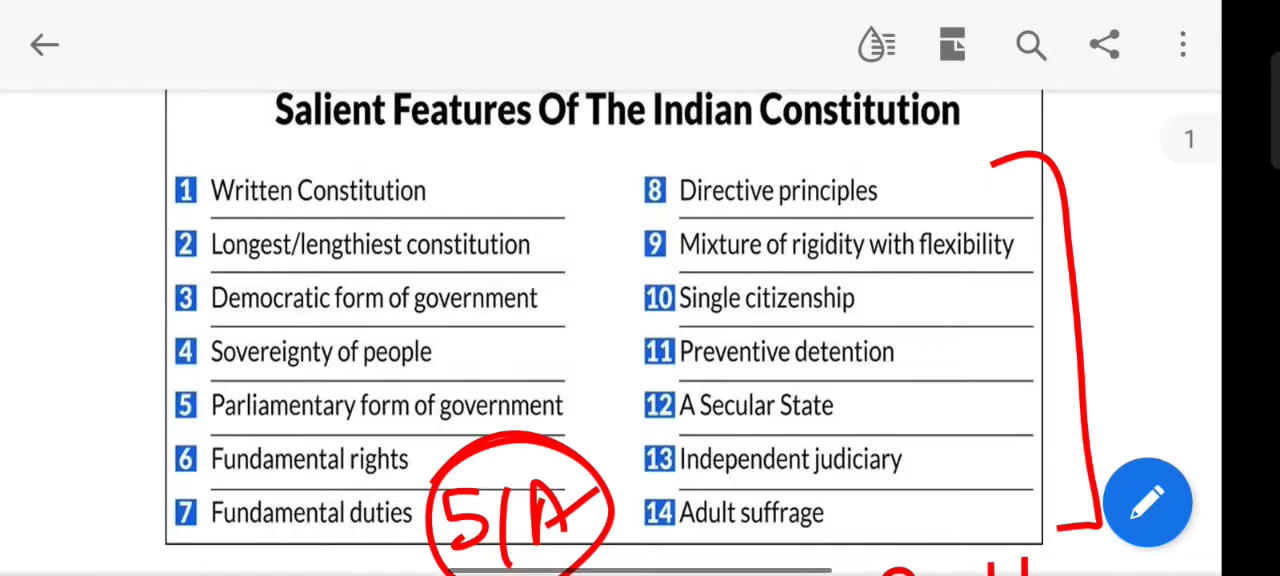 Salient Features Of The Indian Constitution
1
1 Written Constitution
2 Longest/lengthiest constitution
3 Democratic form of government
4 Sovereignty of people
5 Parliamentary form of government
6 Fundamental rights
7 Fundamental duties
51A
8 Directive principles
9 Mixture of rigidity with flexibility
10 Single citizenship
11 Preventive detention
12 A Secular State
13 Independent judiciary
14 Adult suffrage